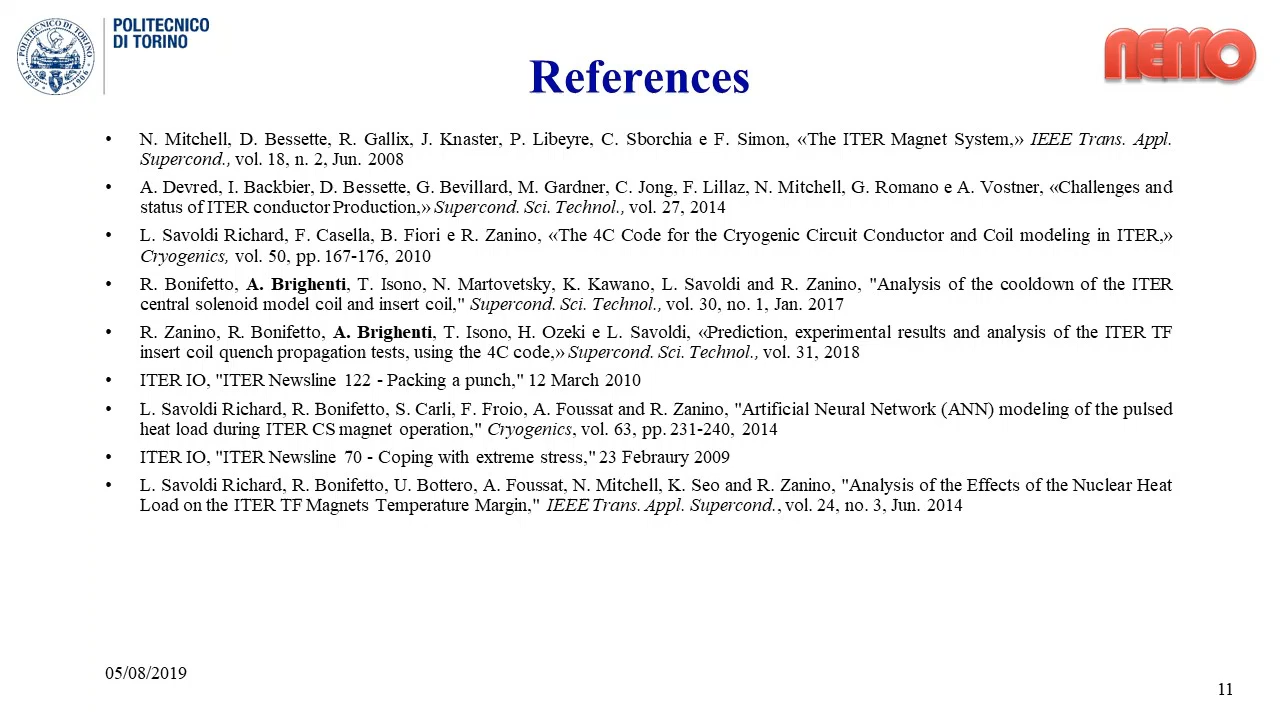 POLITECNICO
DI TORINO
POLITECNICO DI TORINO
1859
1906
NEMO
References
• N. Mitchell, D. Bessette, R. Gallix, J. Knaster, P. Libeyre, C. Sborchia e F. Simon, «The ITER Magnet System,» IEEE Trans. Appl.
Supercond., vol. 18, n. 2, Jun. 2008
• A. Devred, I. Backbier, D. Bessette, G. Bevillard, M. Gardner, C. Jong, F. Lillaz, N. Mitchell, G. Romano e A. Vostner, «Challenges and
status of ITER conductor Production,» Supercond. Sci. Technol., vol. 27, 2014
• L. Savoldi Richard, F. Casella, B. Fiori e R. Zanino, «The 4C Code for the Cryogenic Circuit Conductor and Coil modeling in ITER,»
Cryogenics, vol. 50, pp. 167-176, 2010
• R. Bonifetto, A. Brighenti, T. Isono, N. Martovetsky, K. Kawano, L. Savoldi and R. Zanino, "Analysis of the cooldown of the ITER
central solenoid model coil and insert coil," Supercond. Sci. Technol., vol. 30, no. 1, Jan. 2017
• R. Zanino, R. Bonifetto, A. Brighenti, T. Isono, H. Ozeki e L. Savoldi, «Prediction, experimental results and analysis of the ITER TF
insert coil quench propagation tests, using the 4C code,» Supercond. Sci. Technol., vol. 31, 2018
• ITER IO, "ITER Newsline 122 - Packing a punch," 12 March 2010
• L. Savoldi Richard, R. Bonifetto, S. Carli, F. Froio, A. Foussat and R. Zanino, "Artificial Neural Network (ANN) modeling of the pulsed
heat load during ITER CS magnet operation," Cryogenics, vol. 63, pp. 231-240, 2014
• ITER IO, "ITER Newsline 70 - Coping with extreme stress," 23 Febraury 2009
• L. Savoldi Richard, R. Bonifetto, U. Bottero, A. Foussat, N. Mitchell, K. Seo and R. Zanino, "Analysis of the Effects of the Nuclear Heat
Load on the ITER TF Magnets Temperature Margin," IEEE Trans. Appl. Supercond., vol. 24, no. 3, Jun. 2014
05/08/2019
11